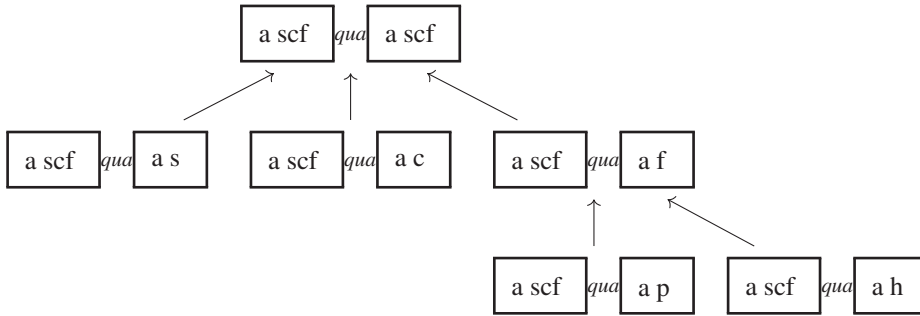 a scf qua a scf
a scf qua a s a scf qua a c a scf qua a f
a scf qua a p a scf qua a h